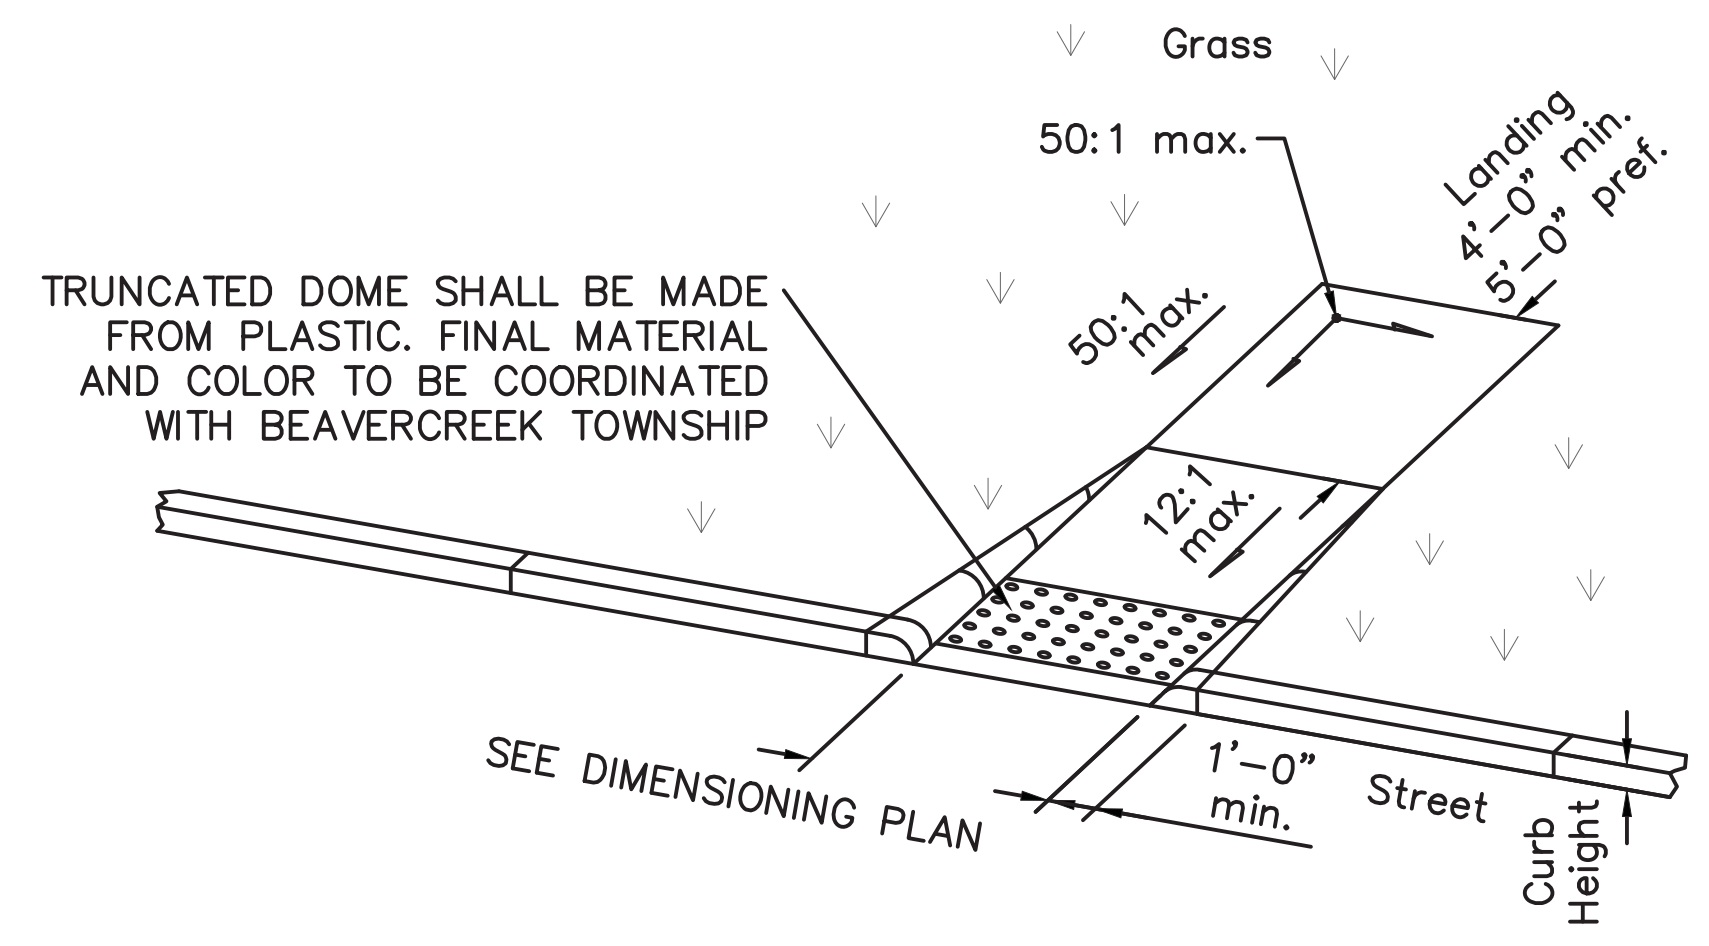 Grass
50:1 max.
Landing
4'-0" min.
5'-0" pref.
TRUNCATED DOME SHALL BE MADE
FROM PLASTIC. FINAL MATERIAL
AND COLOR TO BE COORDINATED
WITH BEAVERCREEK TOWNSHIP
50:1
max.
12:1
max.
SEE DIMENSIONING PLAN
1'-0"
min.
Street
Curb
Height